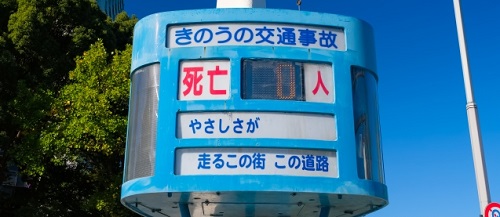 きのうの交通事故
死亡 0 人
やさしさが
走るこの街 この道路